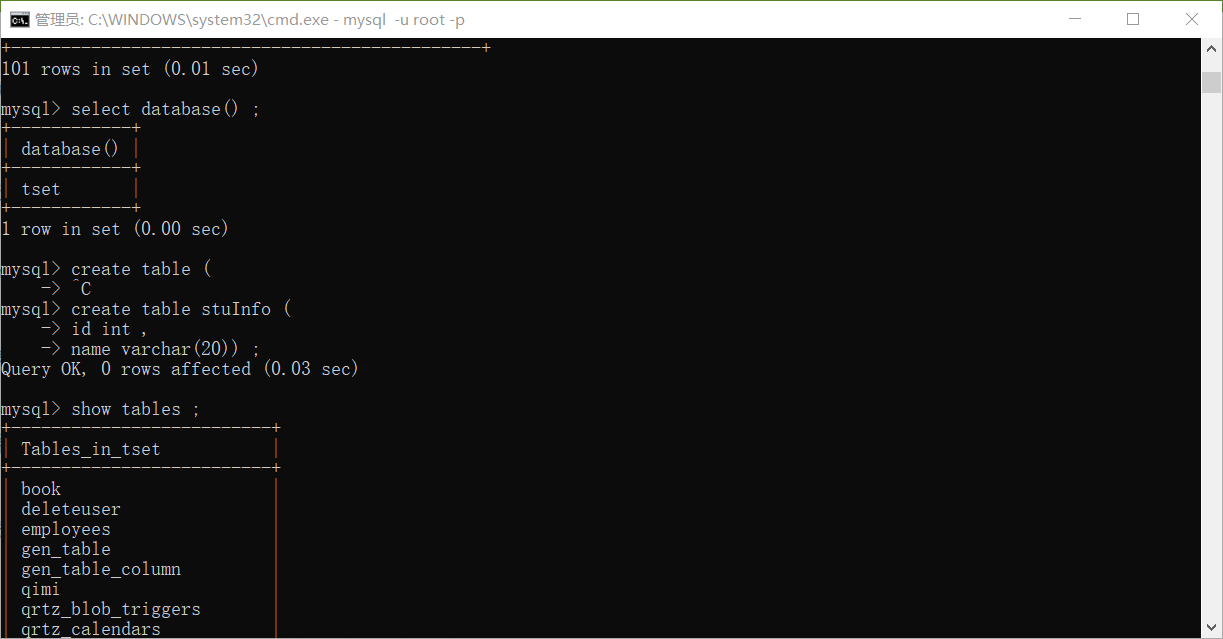 管理员: C:\WINDOWS\system32\cmd.exe - mysql -u root -p
+-----------------------------------------------+
101 rows in set (0.01 sec)
mysql> select database() ;
+------------+
| database() |
+------------+
| tset       |
+------------+
1 row in set (0.00 sec)
mysql> create table (
    -> ^C
mysql> create table stuInfo (
    -> id int ,
    -> name varchar(20)) ;
Query OK, 0 rows affected (0.03 sec)
mysql> show tables ;
+--------------------------+
| Tables_in_tset           |
+--------------------------+
| book                     |
| deleteuser               |
| employees                |
| gen_table                |
| gen_table_column         |
| qimi                     |
| qrtz_blob_triggers       |
| qrtz_calendars           |